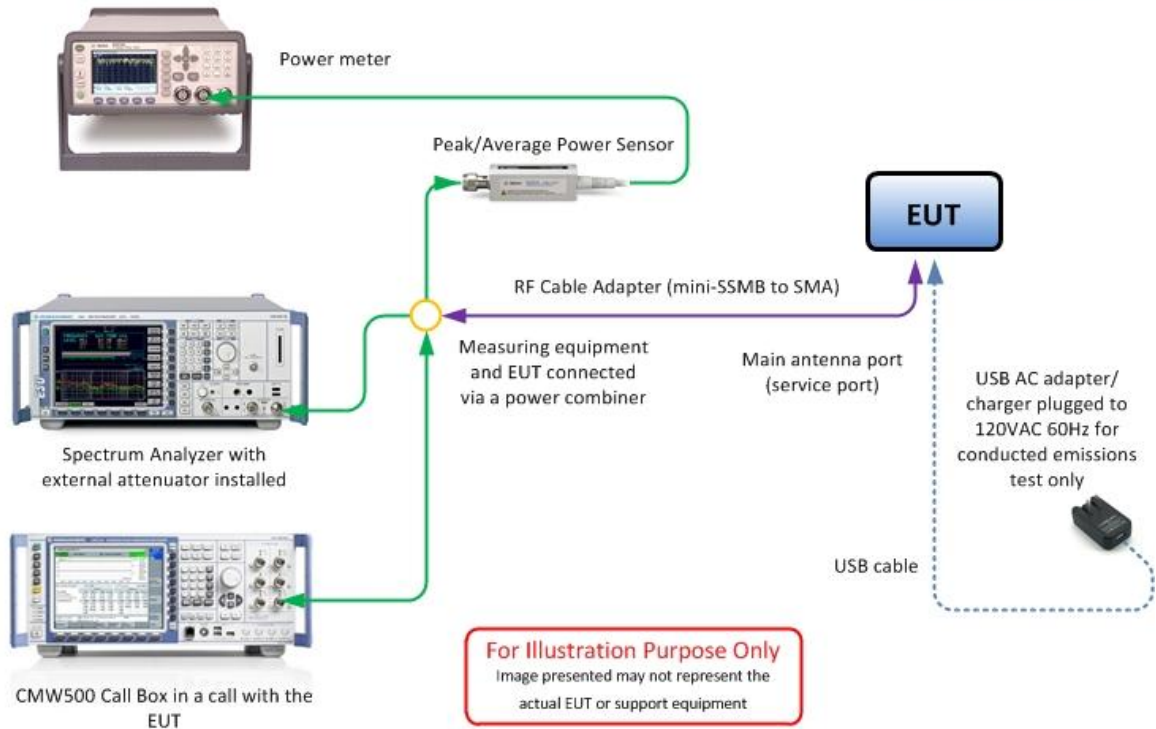 Power meter
Peak/Average Power Sensor
EUT
RF Cable Adapter (mini-SSMB to SMA)
Measuring equipment
and EUT connected
via a power combiner
Main antenna port
(service port)
USB AC adapter/
charger plugged to
120VAC 60Hz for
conducted emissions
test only
Spectrum Analyzer with
external attenuator installed
USB cable
CMW500 Call Box in a call with the
EUT
For Illustration Purpose Only
Image presented may not represent the
actual EUT or support equipment